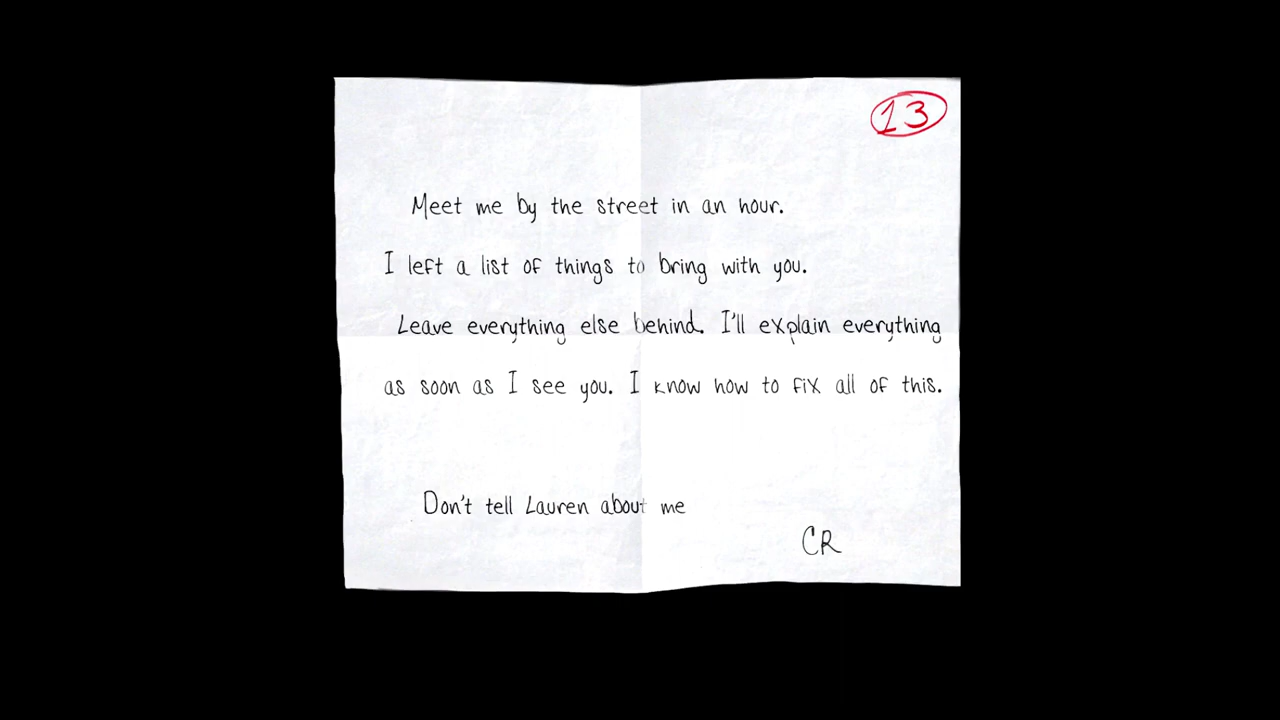 13
Meet me by the street in an hour.
I left a list of things to bring with you.
Leave everything else behind. I'll explain everything
as soon as I see you. I know how to fix all of this.
Don't tell Lauren about me
CR